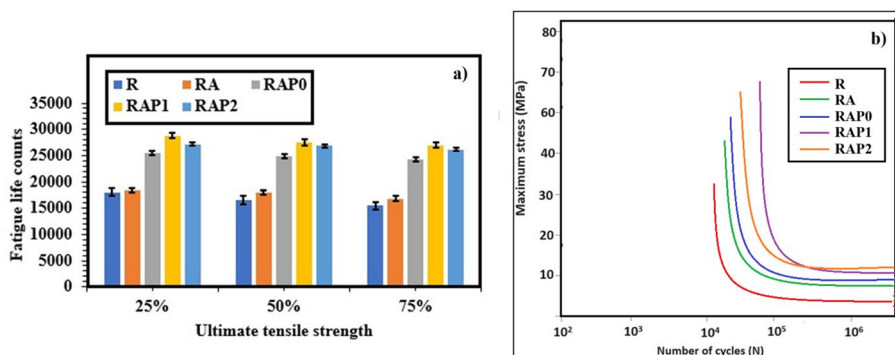 a)
R RA RAP0
RAP1 RAP2
Fatigue life counts
35000
30000
25000
20000
15000
10000
5000
0
25% 50% 75%
Ultimate tensile strength
b)
R
RA
RAP0
RAP1
RAP2
Maximum stress (MPa)
80
60
40
30
20
10
10² 10³ 10⁴ 10⁵ 10⁶
Number of cycles (N)